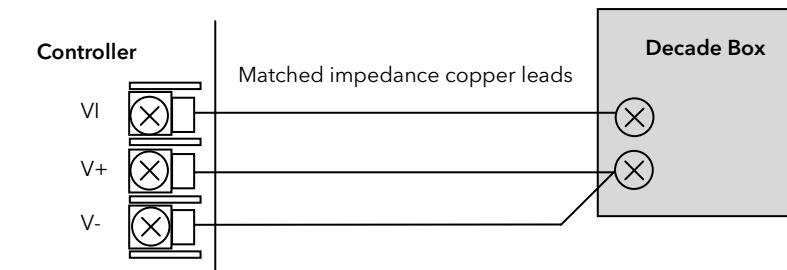 Controller
Decade Box
Matched impedance copper leads
VI
V+
V-